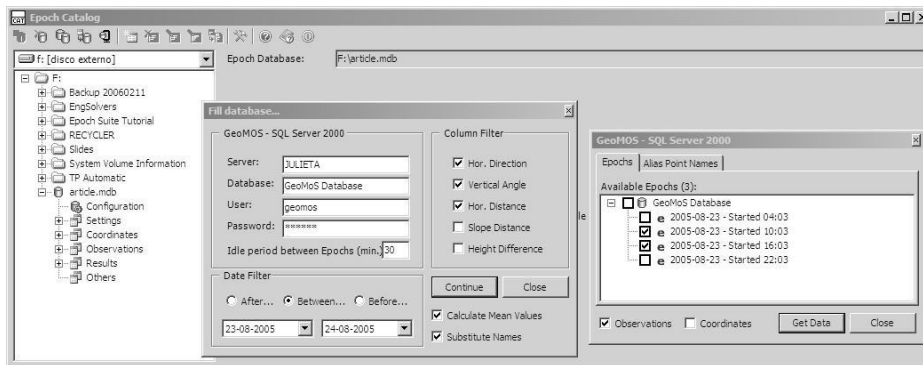 CAT Epoch Catalog
f: [disco externo]
Epoch Database: F:\article.mdb
F:
Backup 20060211
EngSolvers
Epoch Suite Tutorial
RECYCLER
Slides
System Volume Information
TP Automatic
article.mdb
Configuration
Settings
Coordinates
Observations
Results
Others
Fill database...
GeoMOS - SQL Server 2000
Server: JULIETA
Database: GeoMoS Database
User: geomos
Password: ******
Idle period between Epochs (min.) 30
Date Filter
After... Between... Before...
23-08-2005 24-08-2005
Column Filter
Hor. Direction
Vertical Angle
Hor. Distance
Slope Distance
Height Difference
Continue Close
Calculate Mean Values
Substitute Names
le
GeoMOS - SQL Server 2000
Epochs Alias Point Names
Available Epochs (3):
GeoMoS Database
e 2005-08-23 - Started 04:03
e 2005-08-23 - Started 10:03
e 2005-08-23 - Started 16:03
e 2005-08-23 - Started 22:03
Observations Coordinates Get Data Close